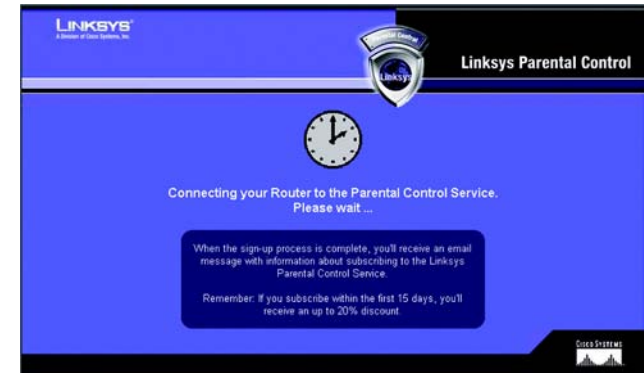 LINKSYS®
A Division of Cisco Systems, Inc.
Parental Control
Linksys
Linksys Parental Control
Connecting your Router to the Parental Control Service.
Please wait ...
When the sign-up process is complete, you'll receive an email
message with information about subscribing to the Linksys
Parental Control Service.
Remember: If you subscribe within the first 15 days, you'll
receive an up to 20% discount.
CISCO SYSTEMS